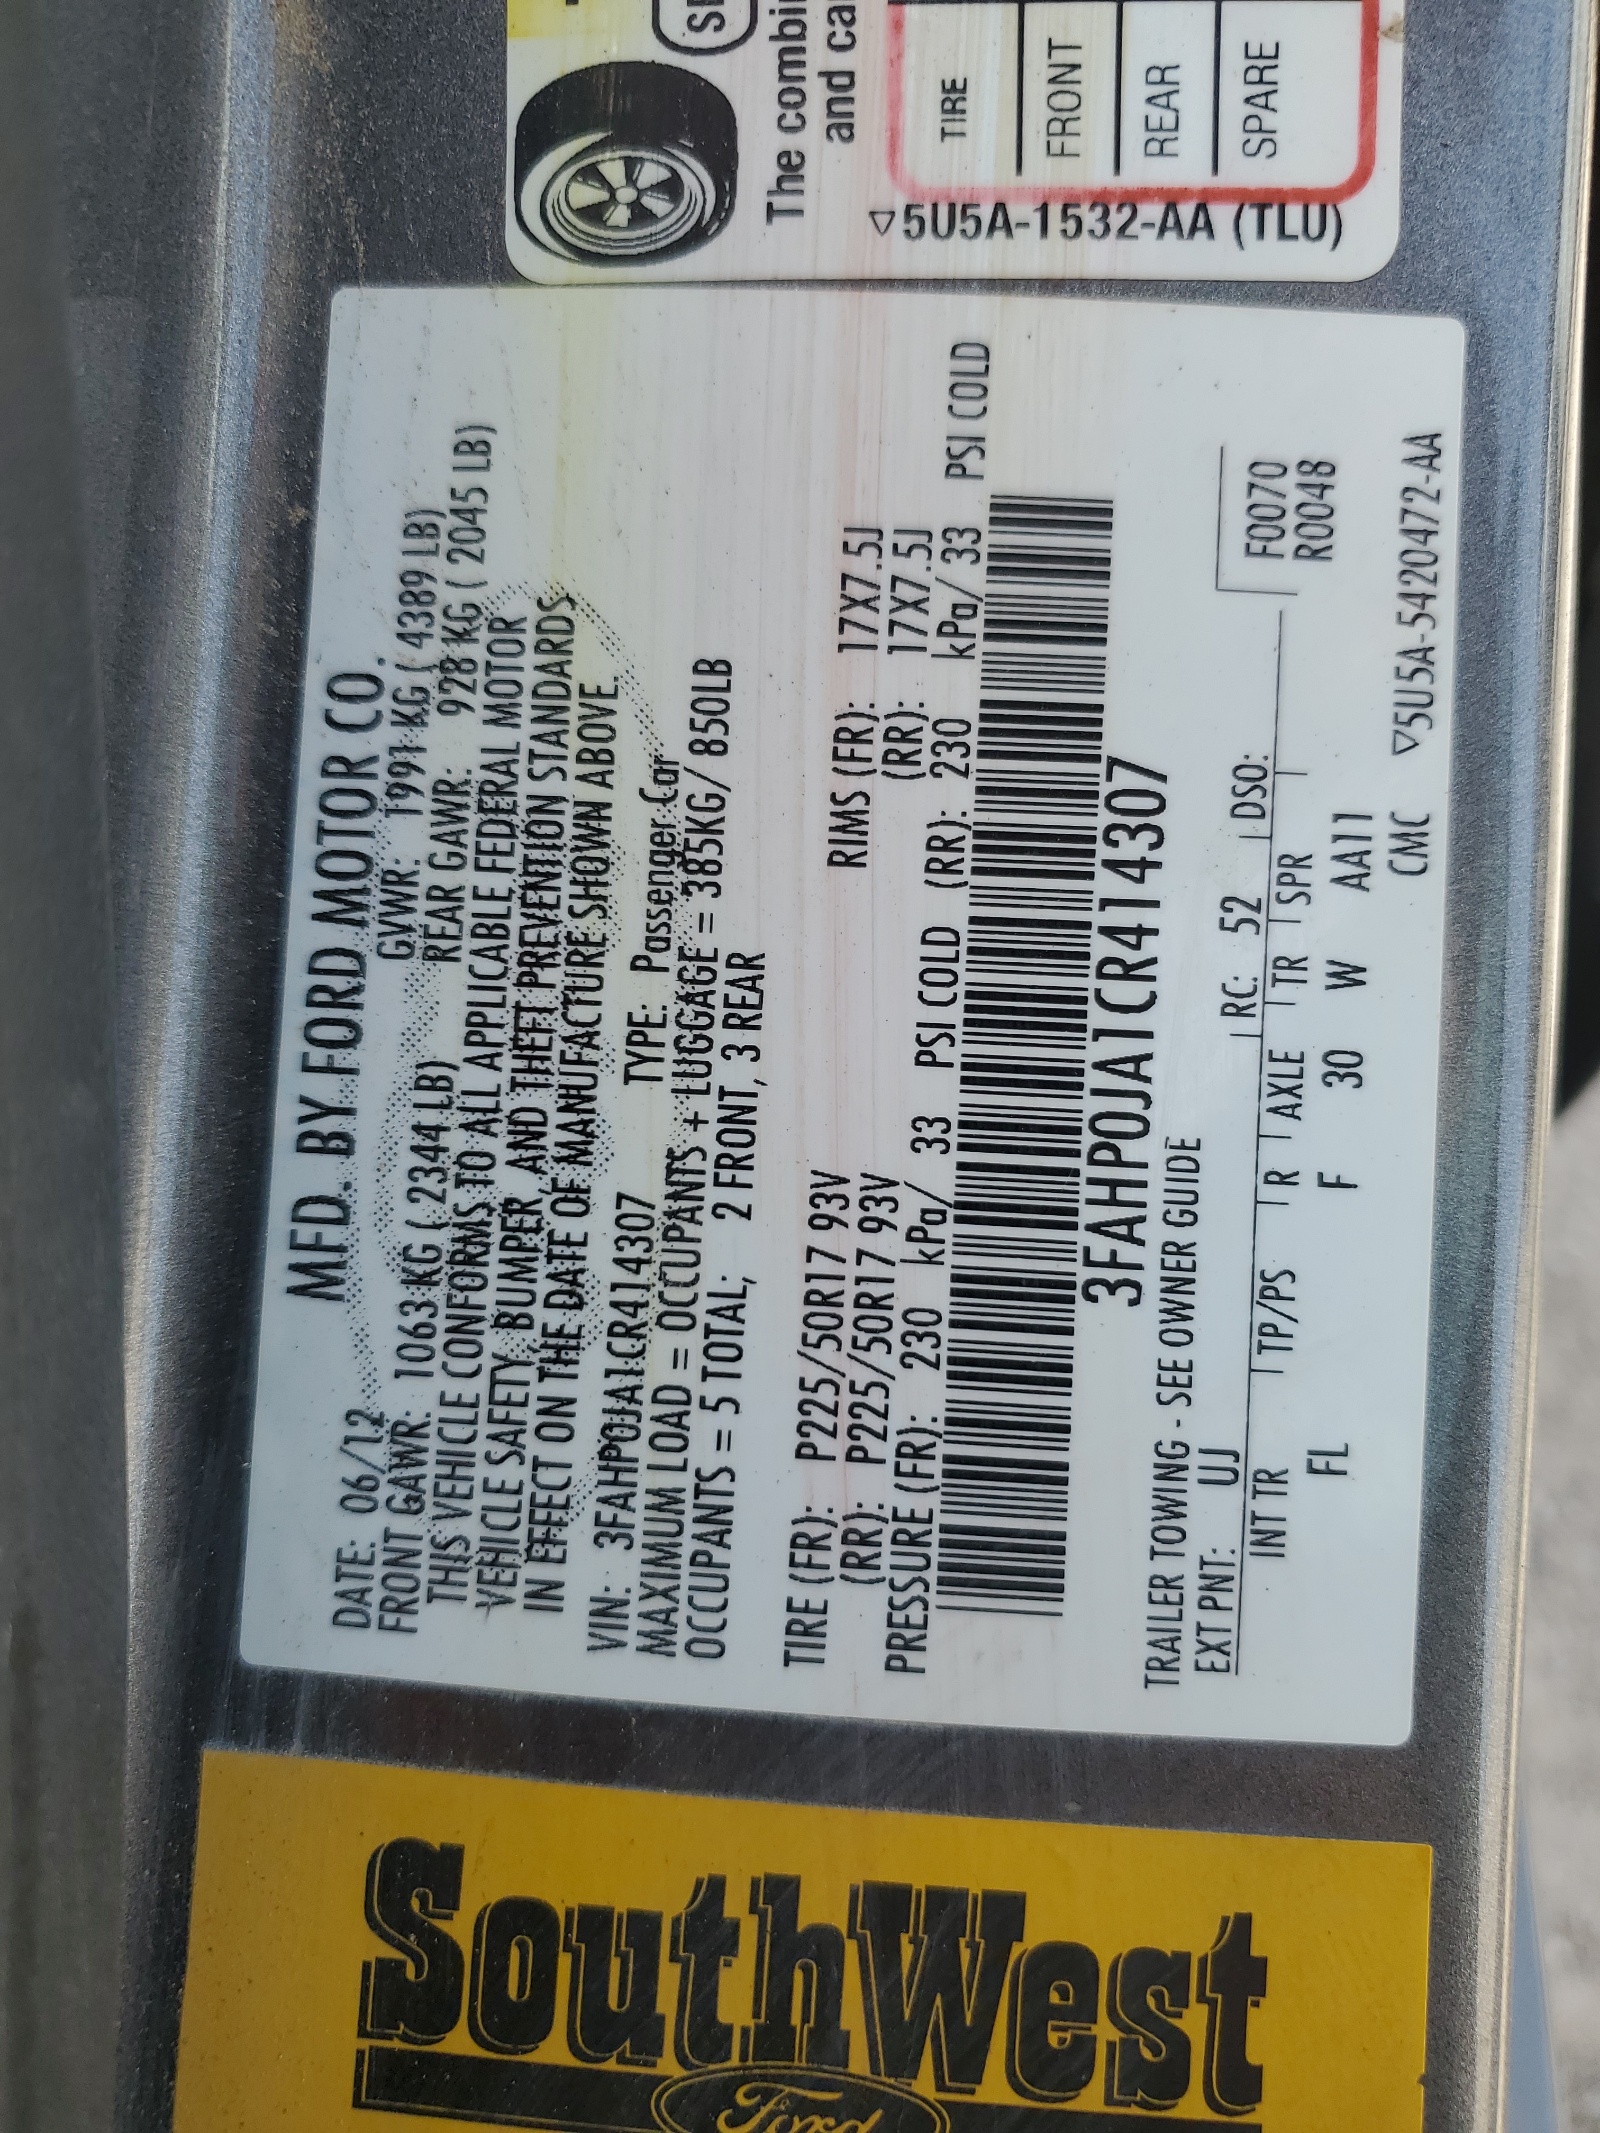 MFD. BY FORD MOTOR CO.
DATE: 06/12 GVWR: 1991 KG ( 4389 LB)
FRONT GAWR: 1063 KG ( 2344 LB) REAR GAWR: 928 KG ( 2045 LB)
THIS VEHICLE CONFORMS TO ALL APPLICABLE FEDERAL MOTOR
VEHICLE SAFETY, BUMPER, AND THEFT PREVENTION STANDARDS
IN EFFECT ON THE DATE OF MANUFACTURE SHOWN ABOVE.
VIN: 3FAHP0JA1CR414307 TYPE: Passenger Car
MAXIMUM LOAD = OCCUPANTS + LUGGAGE = 385KG/ 850LB
OCCUPANTS = 5 TOTAL; 2 FRONT, 3 REAR
TIRE (FR): P225/50R17 93V RIMS (FR): 17X7.5J
(RR): P225/50R17 93V (RR): 17X7.5J
PRESSURE (FR): 230 kPa/ 33 PSI COLD (RR): 230 kPa/ 33 PSI COLD
3FAHP0JA1CR414307
TRAILER TOWING - SEE OWNER GUIDE
EXT PNT: UJ RC: 52 DSO:
INT TR TP/PS R AXLE TR SPR
FL F 30 W AA11
F0070
R0048
CMC ▽5U5A-5420472-AA
The combi
and ca
TIRE
FRONT
REAR
SPARE
▽5U5A-1532-AA (TLU)
SouthWest
Ford